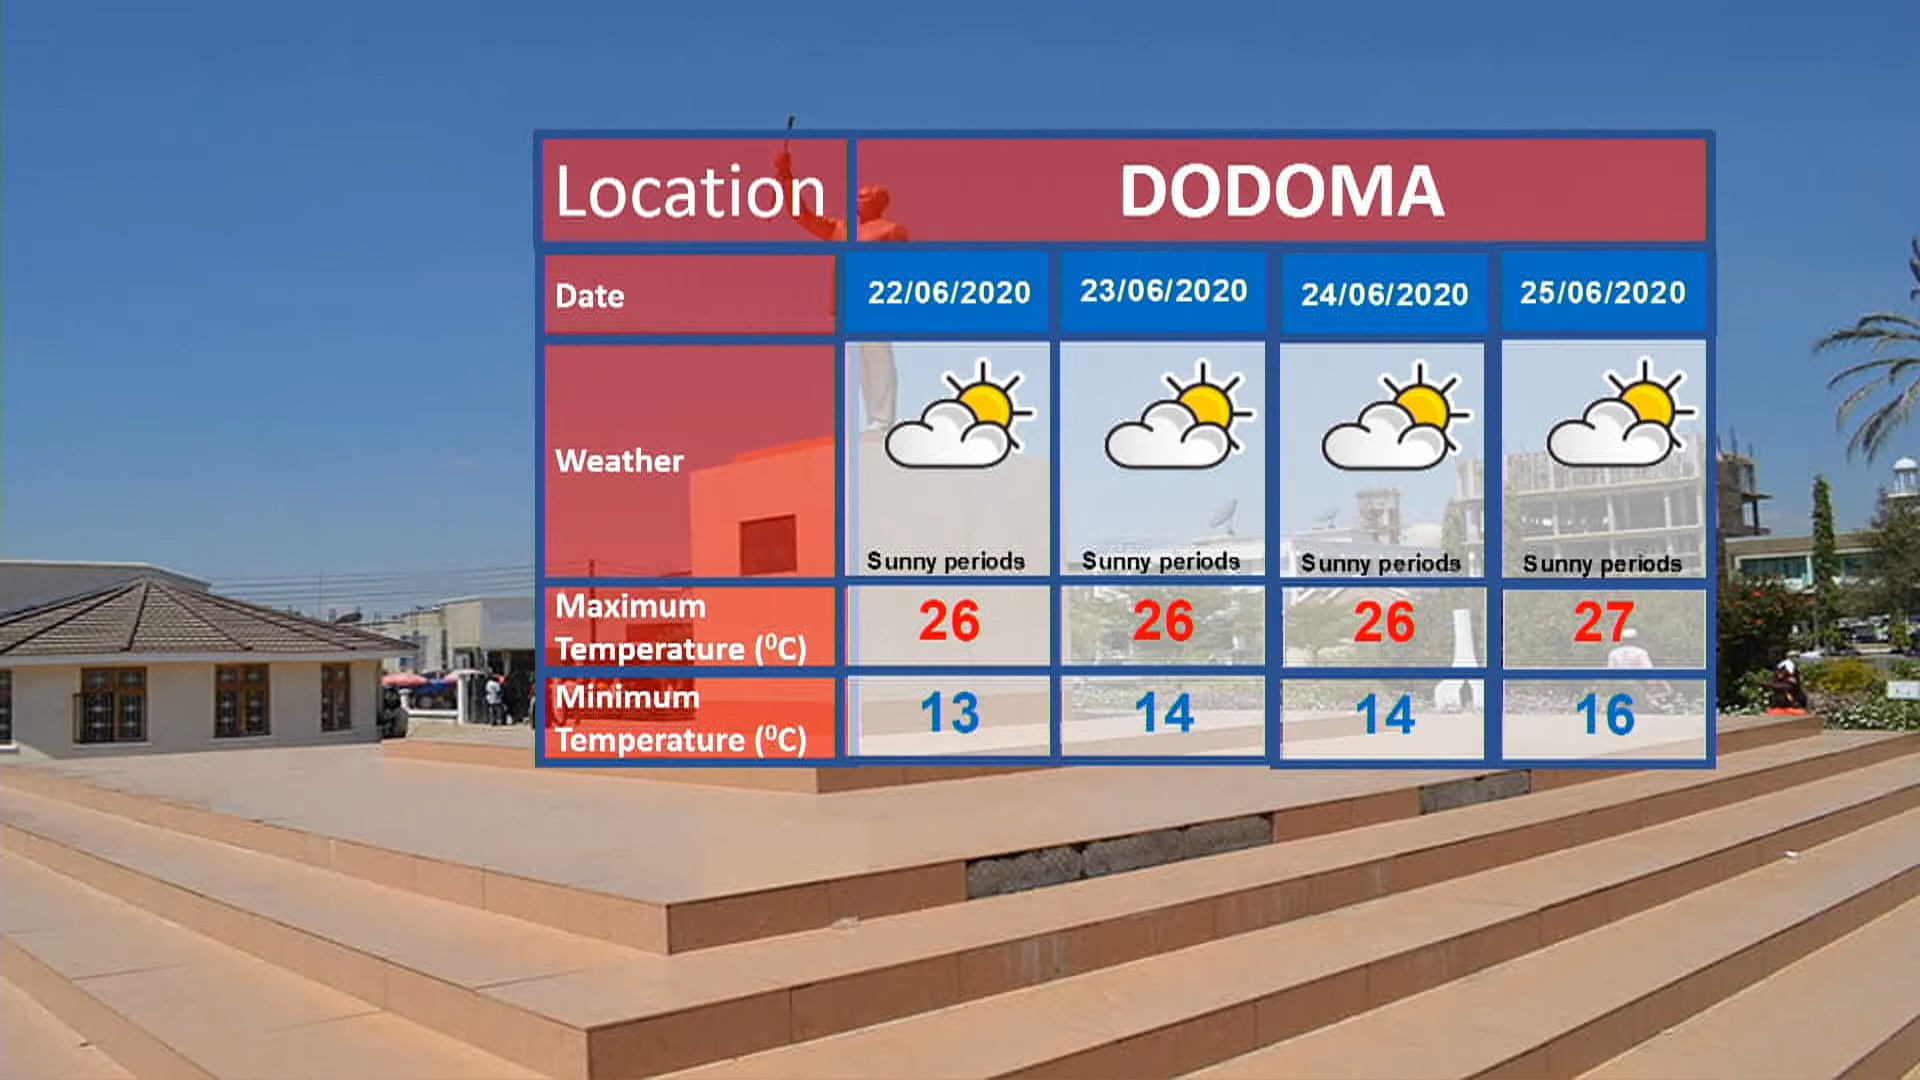 Location DODOMA
Date 22/06/2020 23/06/2020 24/06/2020 25/06/2020
Weather Sunny periods Sunny periods Sunny periods Sunny periods
Maximum
Temperature (⁰C) 26 26 26 27
Minimum
Temperature (⁰C) 13 14 14 16